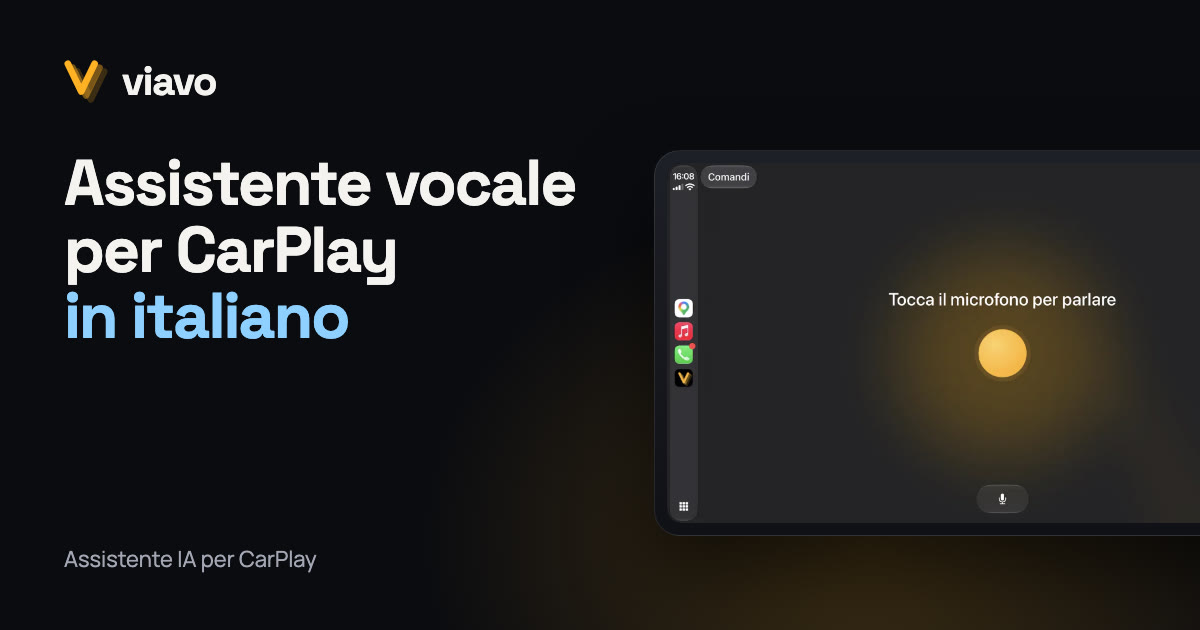 viavo
Assistente vocale
per CarPlay
in italiano
16:08
Comandi
Tocca il microfono per parlare
Assistente IA per CarPlay